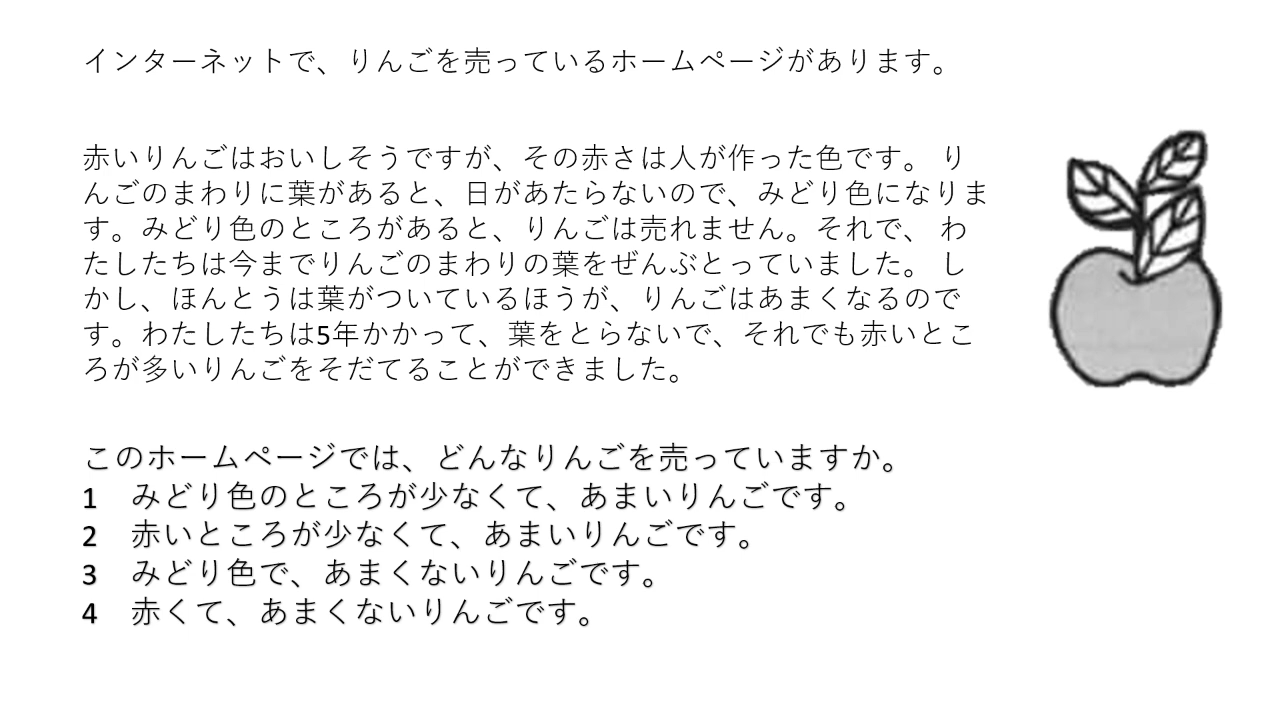 インターネットで、りんごを売っているホームページがあります。
赤いりんごはおいしそうですが、その赤さは人が作った色です。 り
んごのまわりに葉があると、日があたらないので、みどり色になりま
す。みどり色のところがあると、りんごは売れません。それで、 わ
たしたちは今までりんごのまわりの葉をぜんぶとっていました。 し
かし、ほんとうは葉がついているほうが、りんごはあまくなるので
す。わたしたちは5年かかって、葉をとらないで、それでも赤いとこ
ろが多いりんごをそだてることができました。
このホームページでは、どんなりんごを売っていますか。
1　みどり色のところが少なくて、あまいりんごです。
2　赤いところが少なくて、あまいりんごです。
3　みどり色で、あまくないりんごです。
4　赤くて、あまくないりんごです。